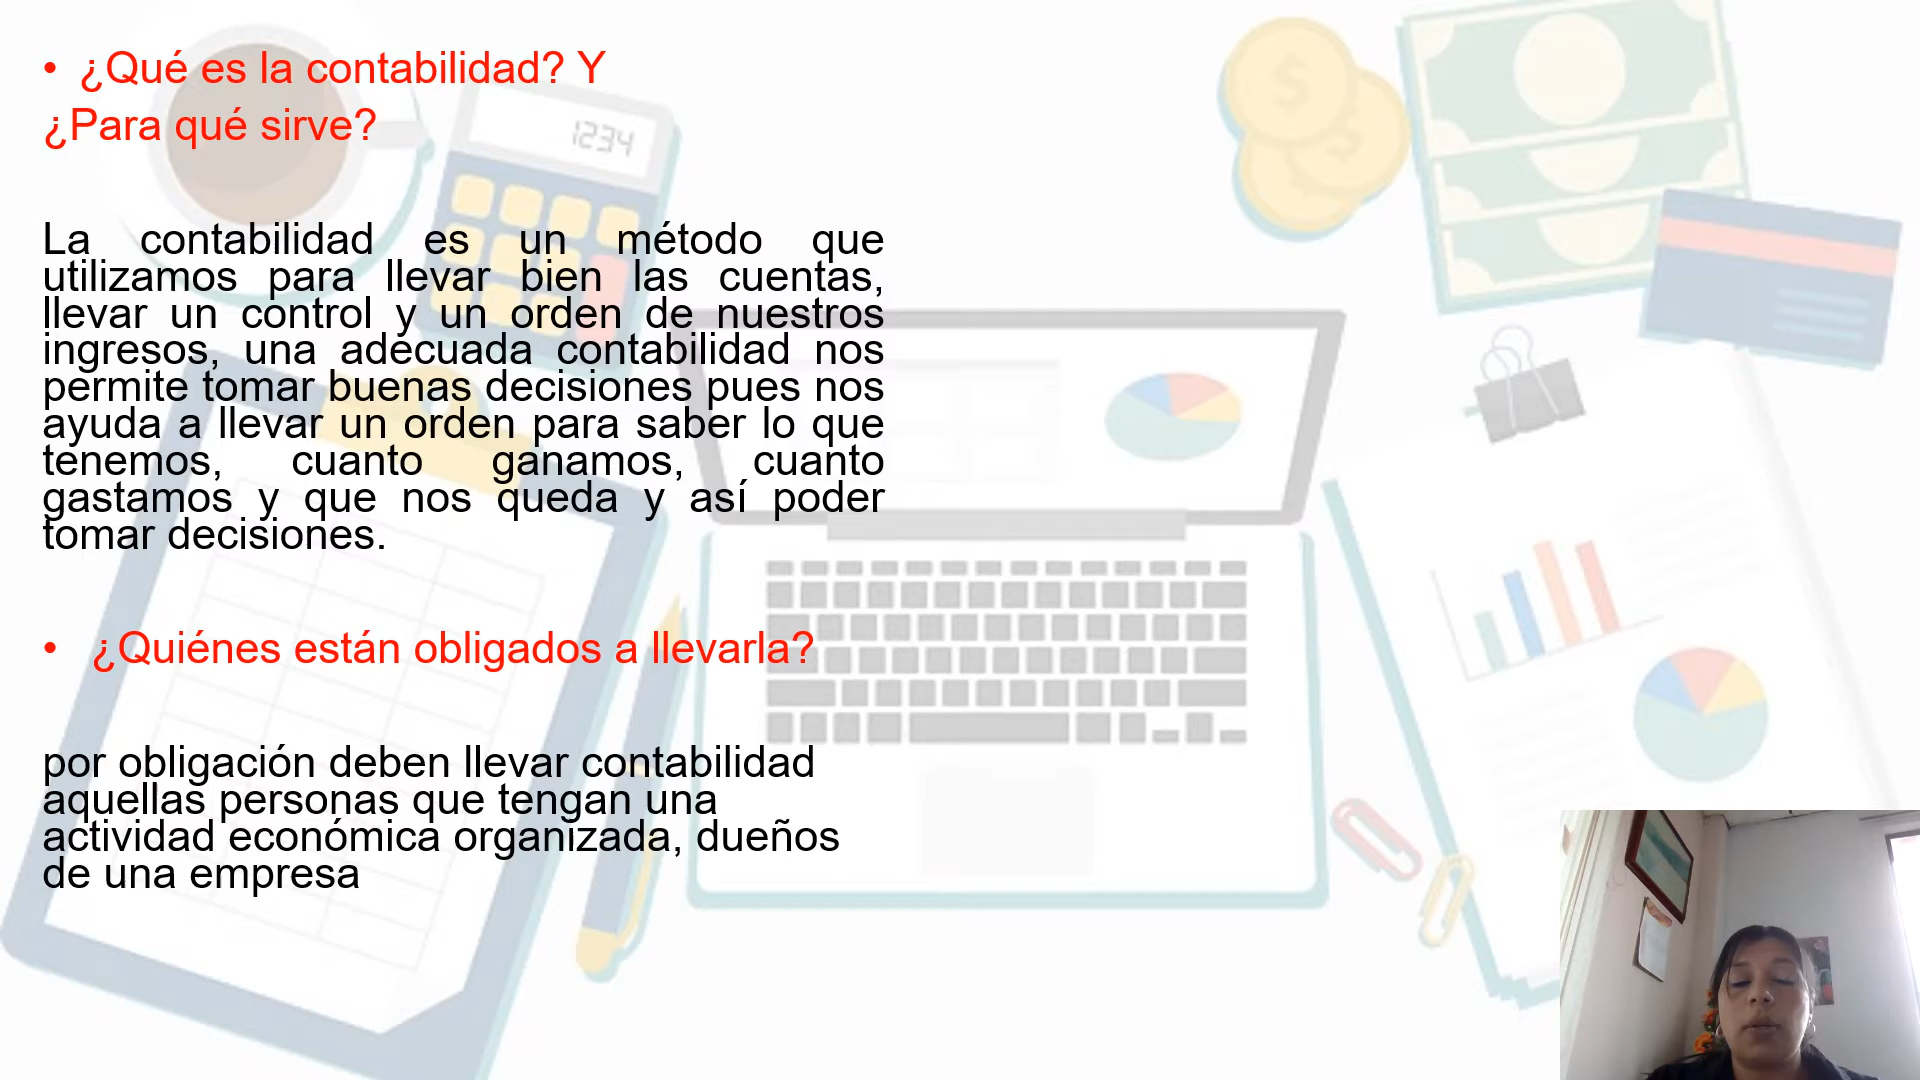 • ¿Qué es la contabilidad? Y
¿Para qué sirve?
1234
La contabilidad es un método que
utilizamos para llevar bien las cuentas,
llevar un control y un orden de nuestros
ingresos, una adecuada contabilidad nos
permite tomar buenas decisiones pues nos
ayuda a llevar un orden para saber lo que
tenemos, cuanto ganamos, cuanto
gastamos y que nos queda y así poder
tomar decisiones.
• ¿Quiénes están obligados a llevarla?
por obligación deben llevar contabilidad
aquellas personas que tengan una
actividad económica organizada, dueños
de una empresa